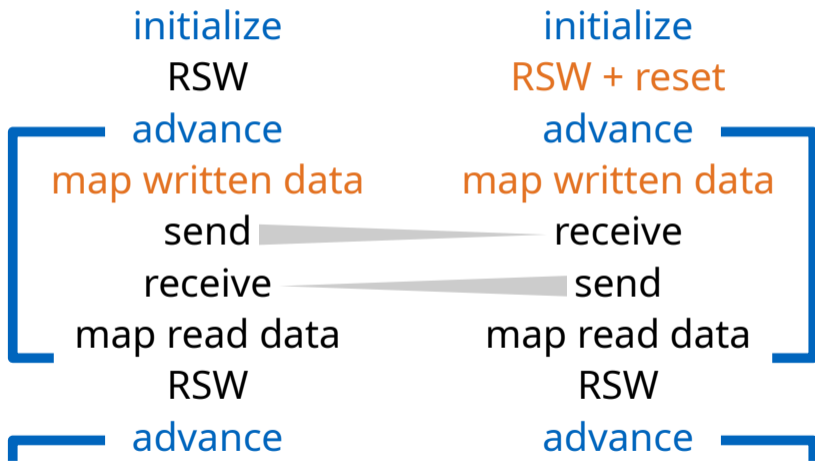 initialize initialize
RSW RSW + reset
advance advance
map written data map written data
send receive
receive send
map read data map read data
RSW RSW
advance advance